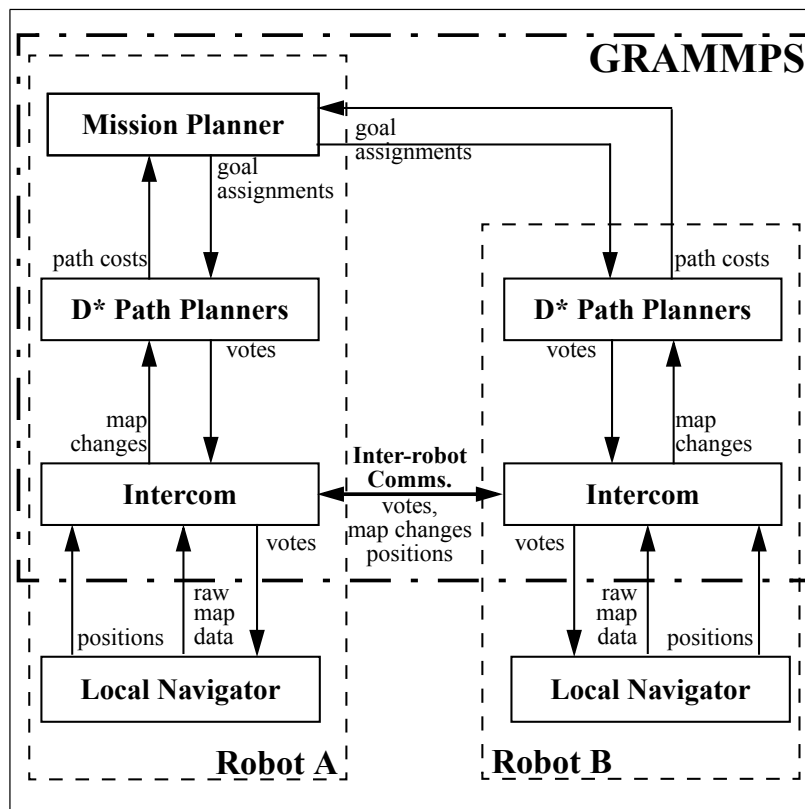 GRAMMPS
Mission Planner
goal
assignments
goal
assignments
path costs
path costs
D* Path Planners
D* Path Planners
votes
votes
map
changes
map
changes
Inter-robot
Comms.
votes,
map changes
positions
Intercom
Intercom
votes
votes
positions
raw
map
data
raw
map
data
positions
Local Navigator
Local Navigator
Robot A
Robot B